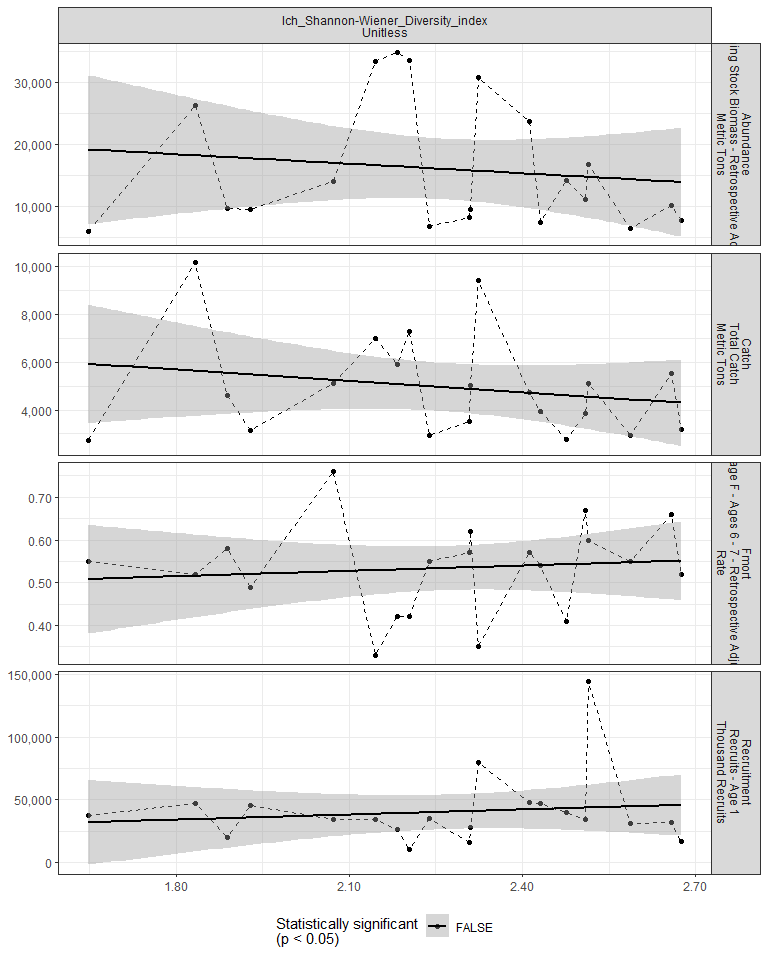 Ich_Shannon-Wiener_Diversity_index
Unitless
30,000
20,000
10,000
Abundance
ing Stock Biomass - Retrospective Ad
Metric Tons
10,000
8,000
6,000
4,000
Catch
Total Catch
Metric Tons
0.70
0.60
0.50
0.40
Fmort
age F - Ages 6 - 7 - Retrospective Adj
Rate
150,000
100,000
50,000
0
Recruitment
Recruits - Age 1
Thousand Recruits
1.80
2.10
2.40
2.70
Statistically significant
(p < 0.05)
FALSE